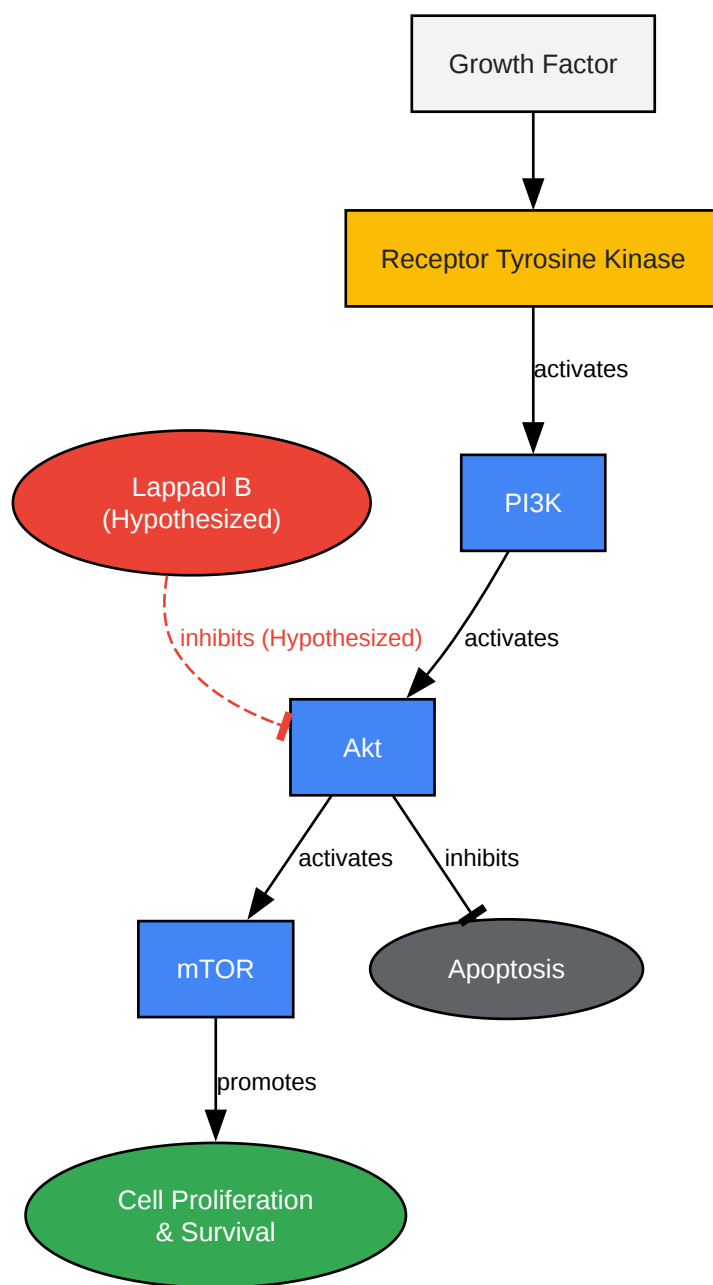 Growth Factor
Receptor Tyrosine Kinase
activates
Lappaol B
(Hypothesized)
PI3K
inhibits (Hypothesized)
activates
Akt
activates
inhibits
mTOR
Apoptosis
promotes
Cell Proliferation
& Survival